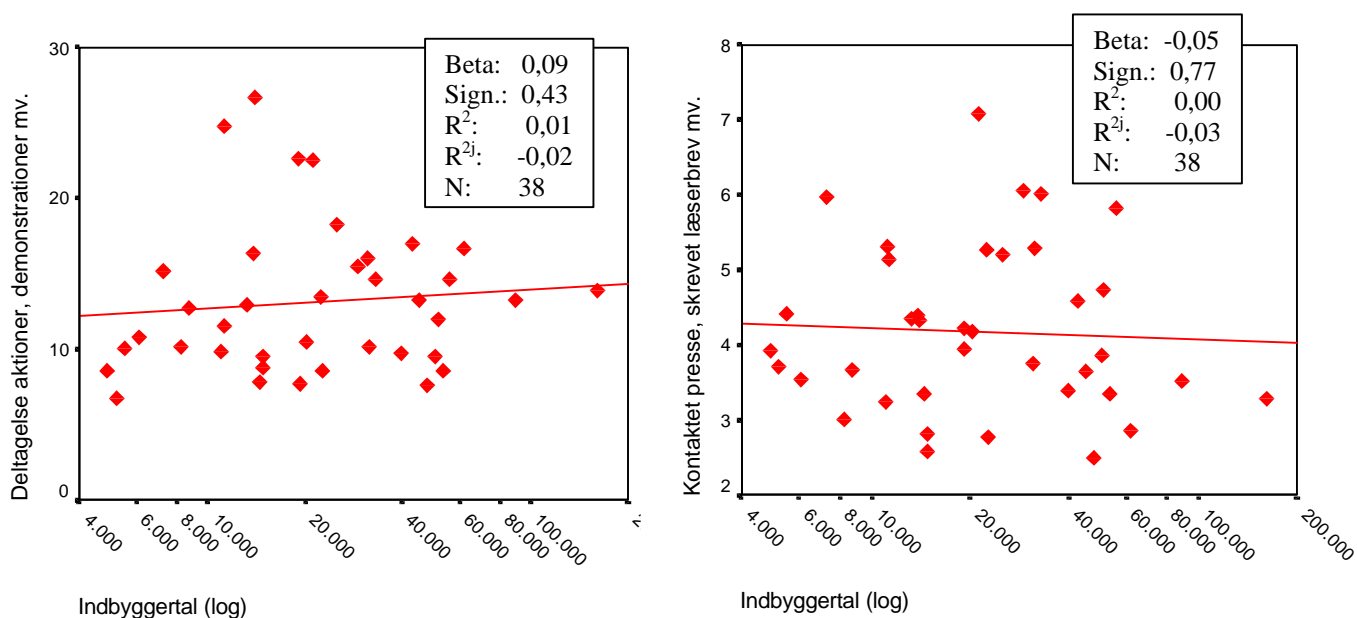 Deltagelse aktioner, demonstrationer mv.
30
20
10
0
Beta: 0,09
Sign.: 0,43
R²: 0,01
R²ʲ: -0,02
N: 38
4.000
6.000
8.000
10.000
20.000
40.000
60.000
80.000
100.000
2
Indbyggertal (log)
Kontaktet presse, skrevet læserbrev mv.
8
7
6
5
4
3
2
Beta: -0,05
Sign.: 0,77
R²: 0,00
R²ʲ: -0,03
N: 38
4.000
6.000
8.000
10.000
20.000
40.000
60.000
80.000
100.000
200.000
Indbyggertal (log)